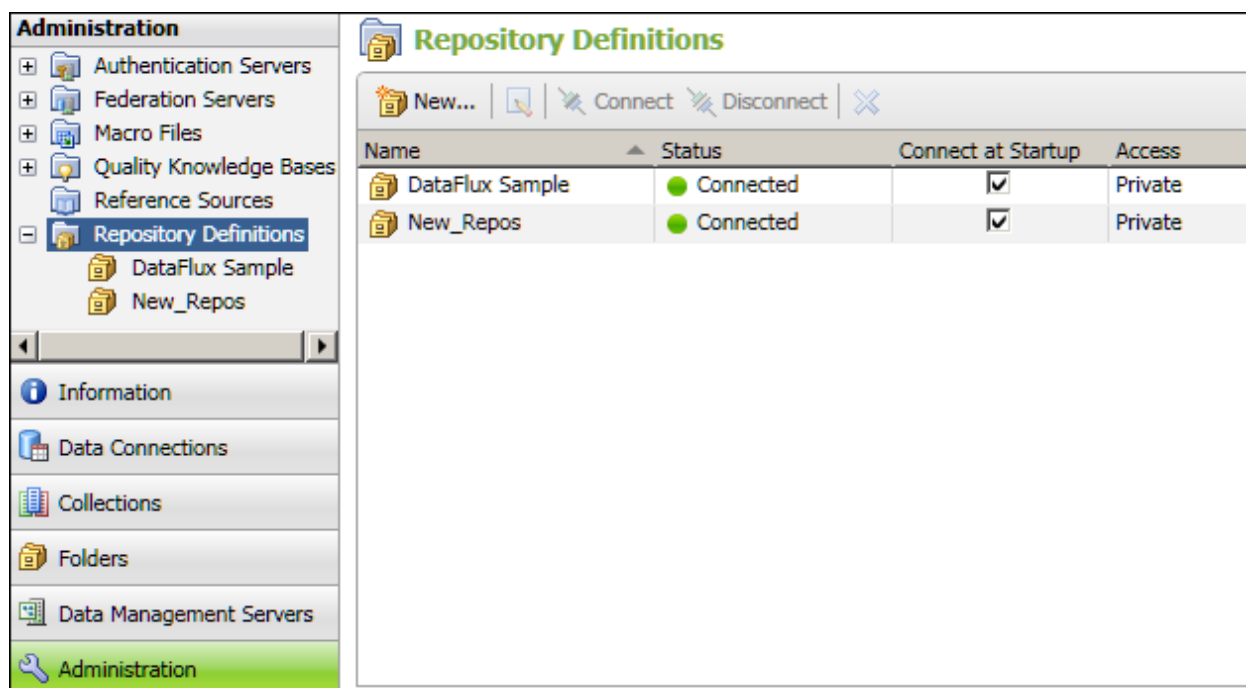 Administration
Authentication Servers
Federation Servers
Macro Files
Quality Knowledge Bases
Reference Sources
Repository Definitions
DataFlux Sample
New_Repos
Information
Data Connections
Collections
Folders
Data Management Servers
Administration
Repository Definitions
New... Connect Disconnect
Name Status Connect at Startup Access
DataFlux Sample Connected Private
New_Repos Connected Private